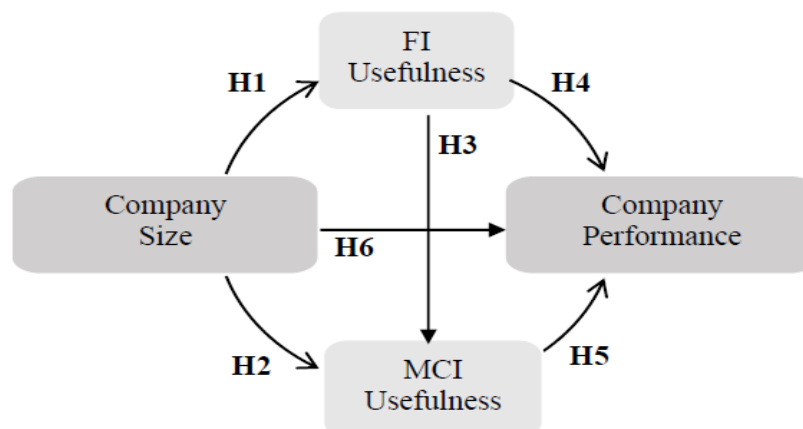 FI
Usefulness
H1
H4
H3
Company
Size
Company
Performance
H6
H2
H5
MCI
Usefulness